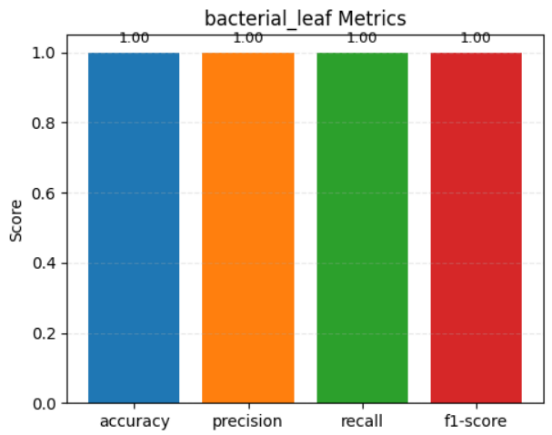 bacterial_leaf Metrics
1.00 1.00 1.00 1.00
1.0
0.8
0.6
0.4
0.2
0.0
Score
accuracy precision recall f1-score